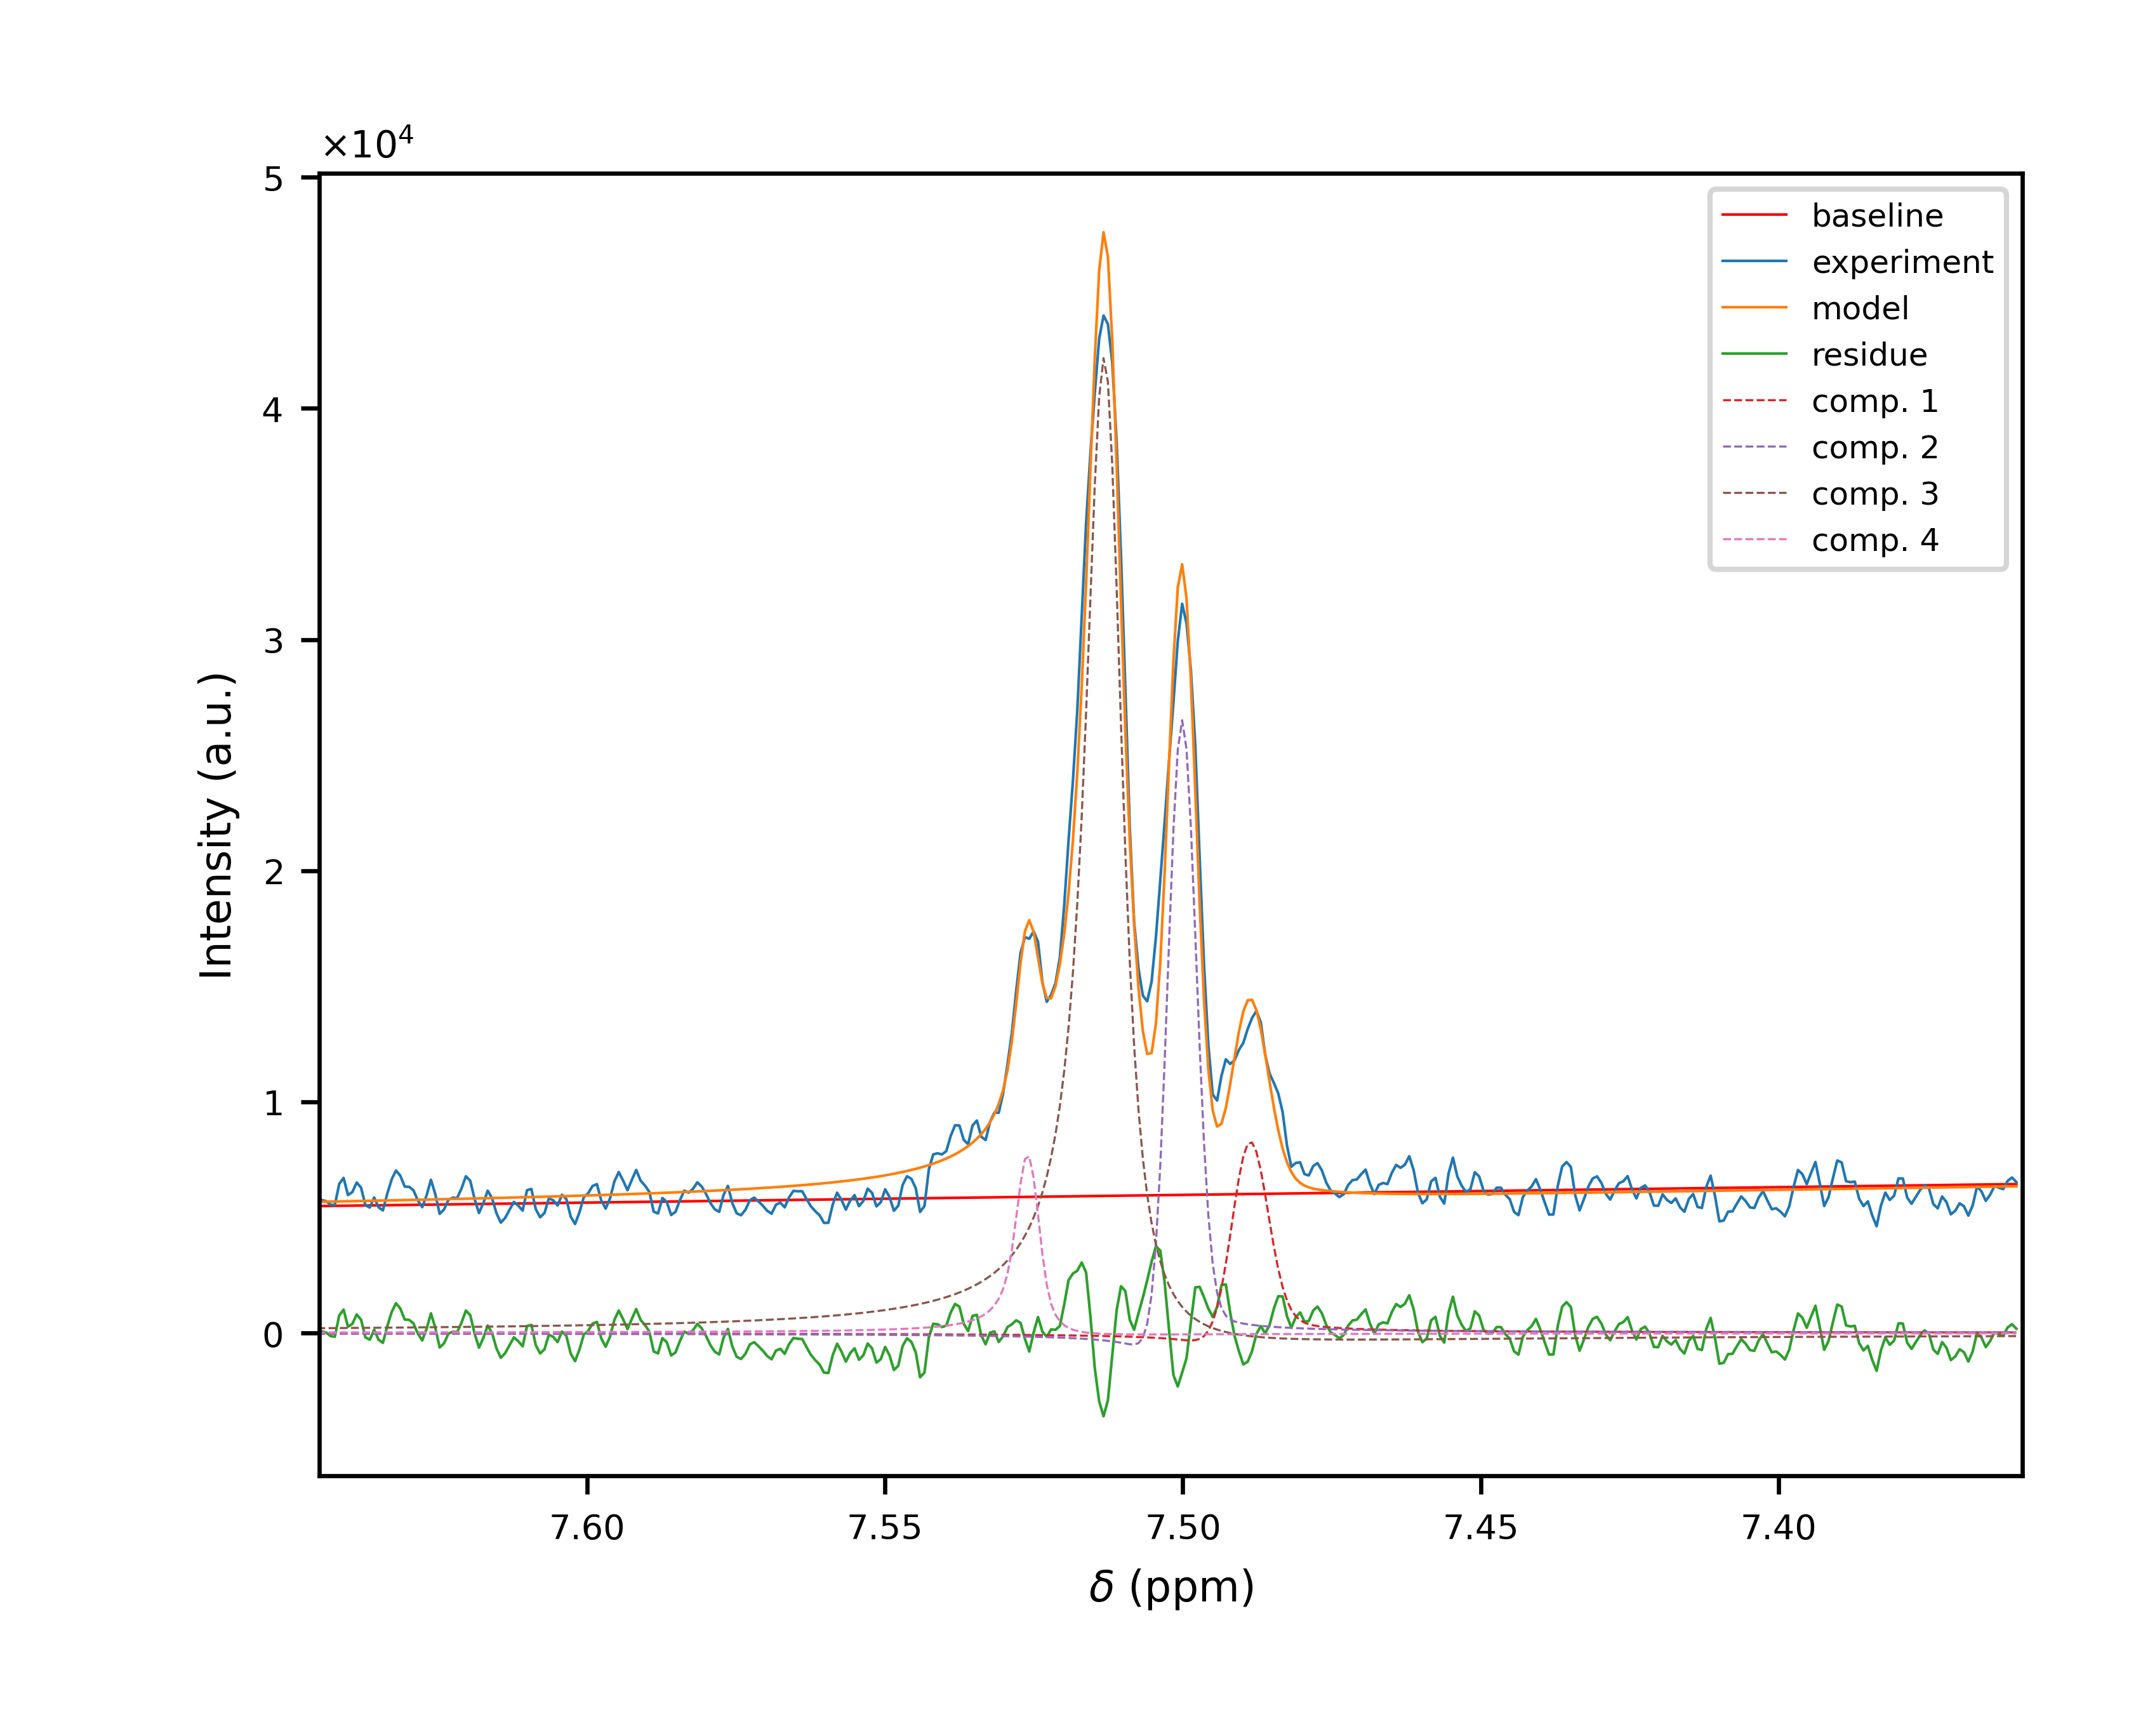 ×10⁴
5
4
3
2
1
0
Intensity (a.u.)
baseline
experiment
model
residue
comp. 1
comp. 2
comp. 3
comp. 4
7.60 7.55 7.50 7.45 7.40
δ (ppm)